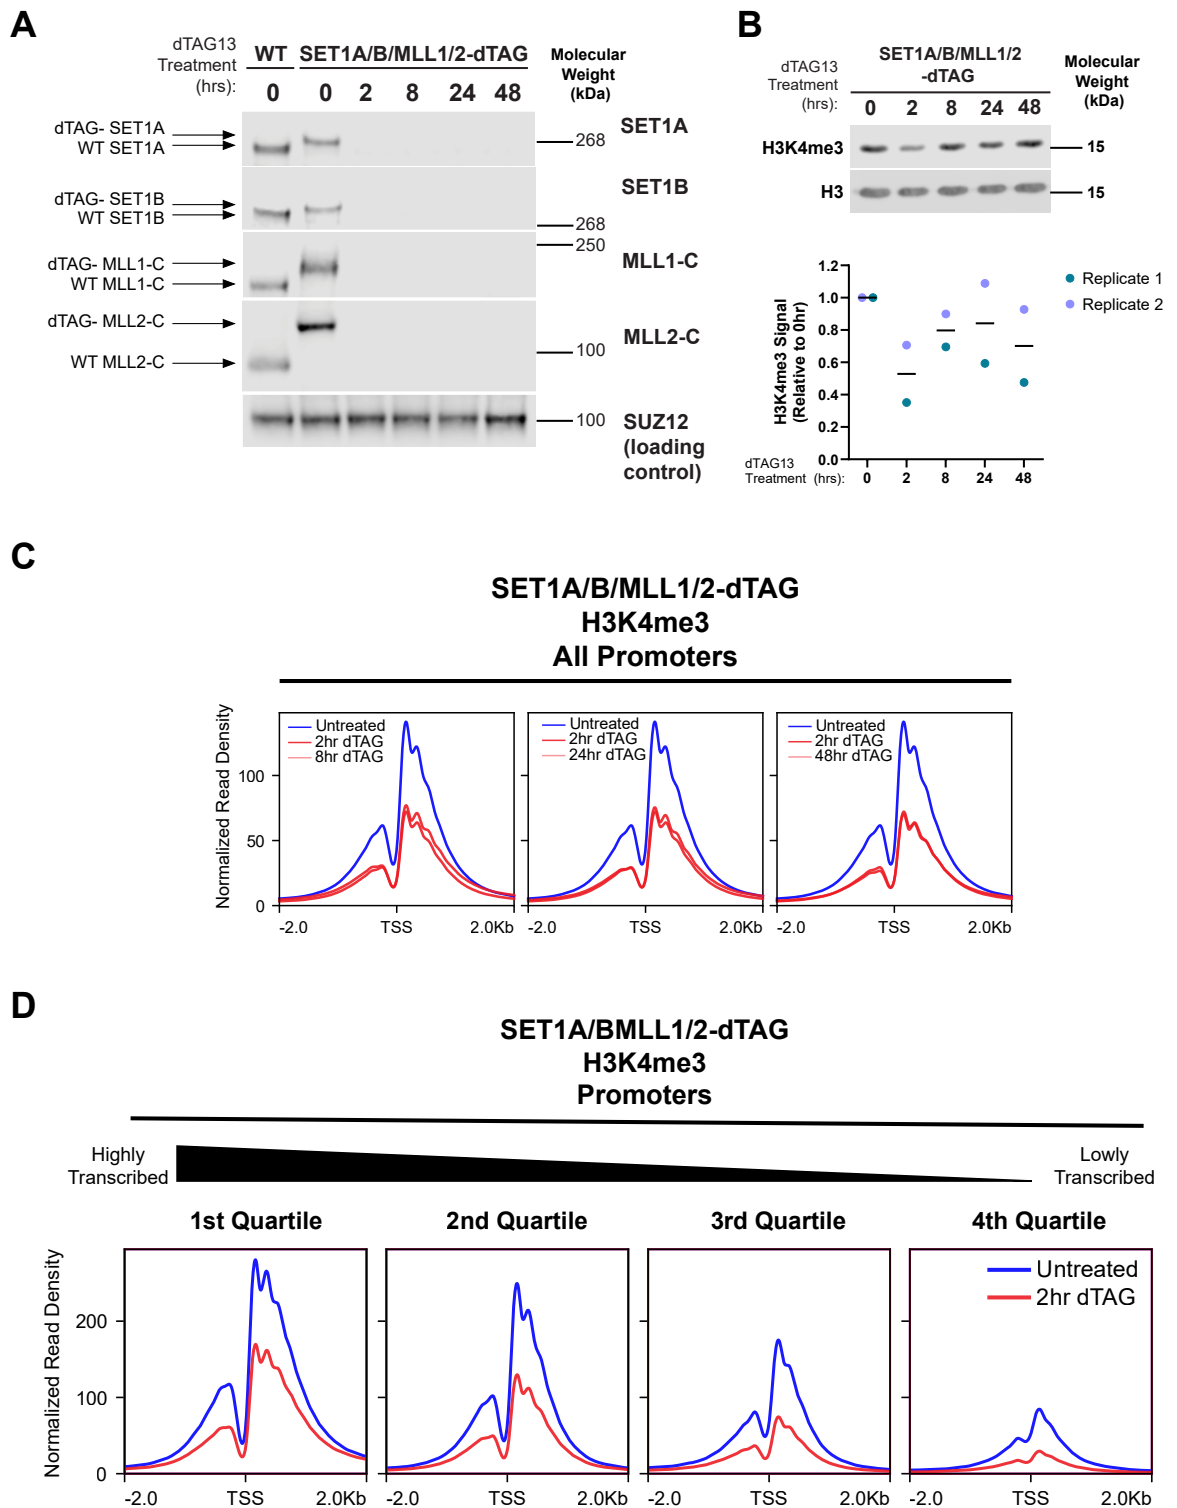 A
dTAG13
Treatment
(hrs):
WT
SET1A/B/MLL1/2-dTAG
Molecular
Weight
(kDa)
0
0
2
8
24
48
dTAG- SET1A
WT SET1A
268
SET1A
dTAG- SET1B
WT SET1B
268
SET1B
250
dTAG- MLL1-C
WT MLL1-C
MLL1-C
dTAG- MLL2-C
WT MLL2-C
100
MLL2-C
100
SUZ12
(loading
control)
B
dTAG13
Treatment
(hrs):
SET1A/B/MLL1/2
-dTAG
Molecular
Weight
(kDa)
0
2
8
24
48
H3K4me3
15
H3
15
H3K4me3 Signal
(Relative to 0hr)
1.2
1.0
0.8
0.6
0.4
0.2
0.0
Replicate 1
Replicate 2
dTAG13
Treatment (hrs):
0
2
8
24
48
C
SET1A/B/MLL1/2-dTAG
H3K4me3
All Promoters
Normalized Read Density
100
50
0
Untreated
2hr dTAG
8hr dTAG
-2.0
TSS
2.0Kb
Untreated
2hr dTAG
24hr dTAG
-2.0
TSS
2.0Kb
Untreated
2hr dTAG
48hr dTAG
-2.0
TSS
2.0Kb
D
SET1A/BMLL1/2-dTAG
H3K4me3
Promoters
Highly
Transcribed
Lowly
Transcribed
1st Quartile
2nd Quartile
3rd Quartile
4th Quartile
Normalized Read Density
200
100
0
Untreated
2hr dTAG
-2.0
TSS
2.0Kb
-2.0
TSS
2.0Kb
-2.0
TSS
2.0Kb
-2.0
TSS
2.0Kb